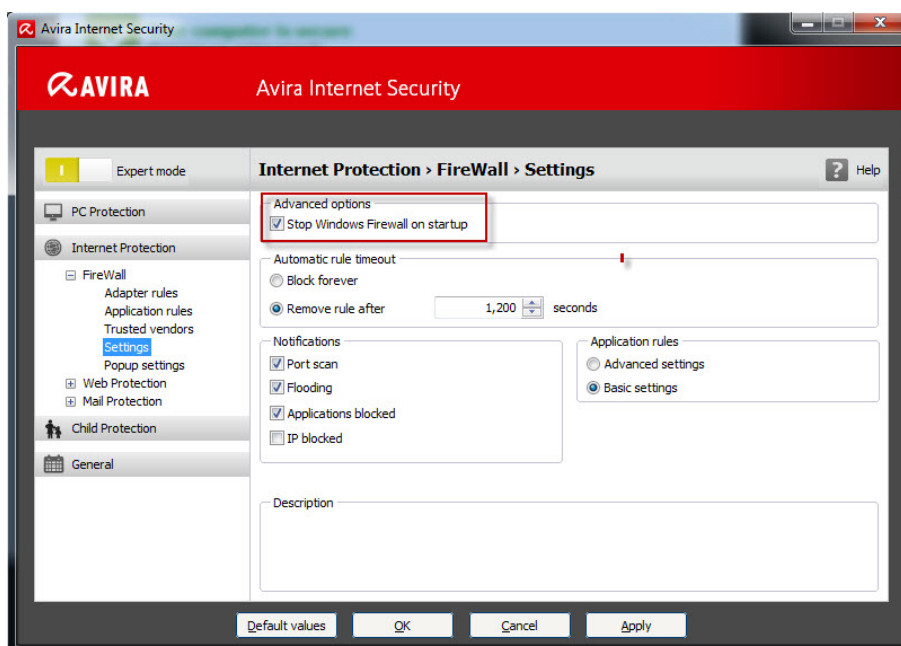 Avira Internet Security
computer is secure
AVIRA
Avira Internet Security
Expert mode
Internet Protection › FireWall › Settings
? Help
PC Protection
Internet Protection
FireWall
Adapter rules
Application rules
Trusted vendors
Settings
Popup settings
Web Protection
Mail Protection
Child Protection
General
Advanced options
Stop Windows Firewall on startup
Automatic rule timeout
Block forever
Remove rule after 1,200 seconds
Notifications
Port scan
Flooding
Applications blocked
IP blocked
Application rules
Advanced settings
Basic settings
Description
Default values
OK
Cancel
Apply